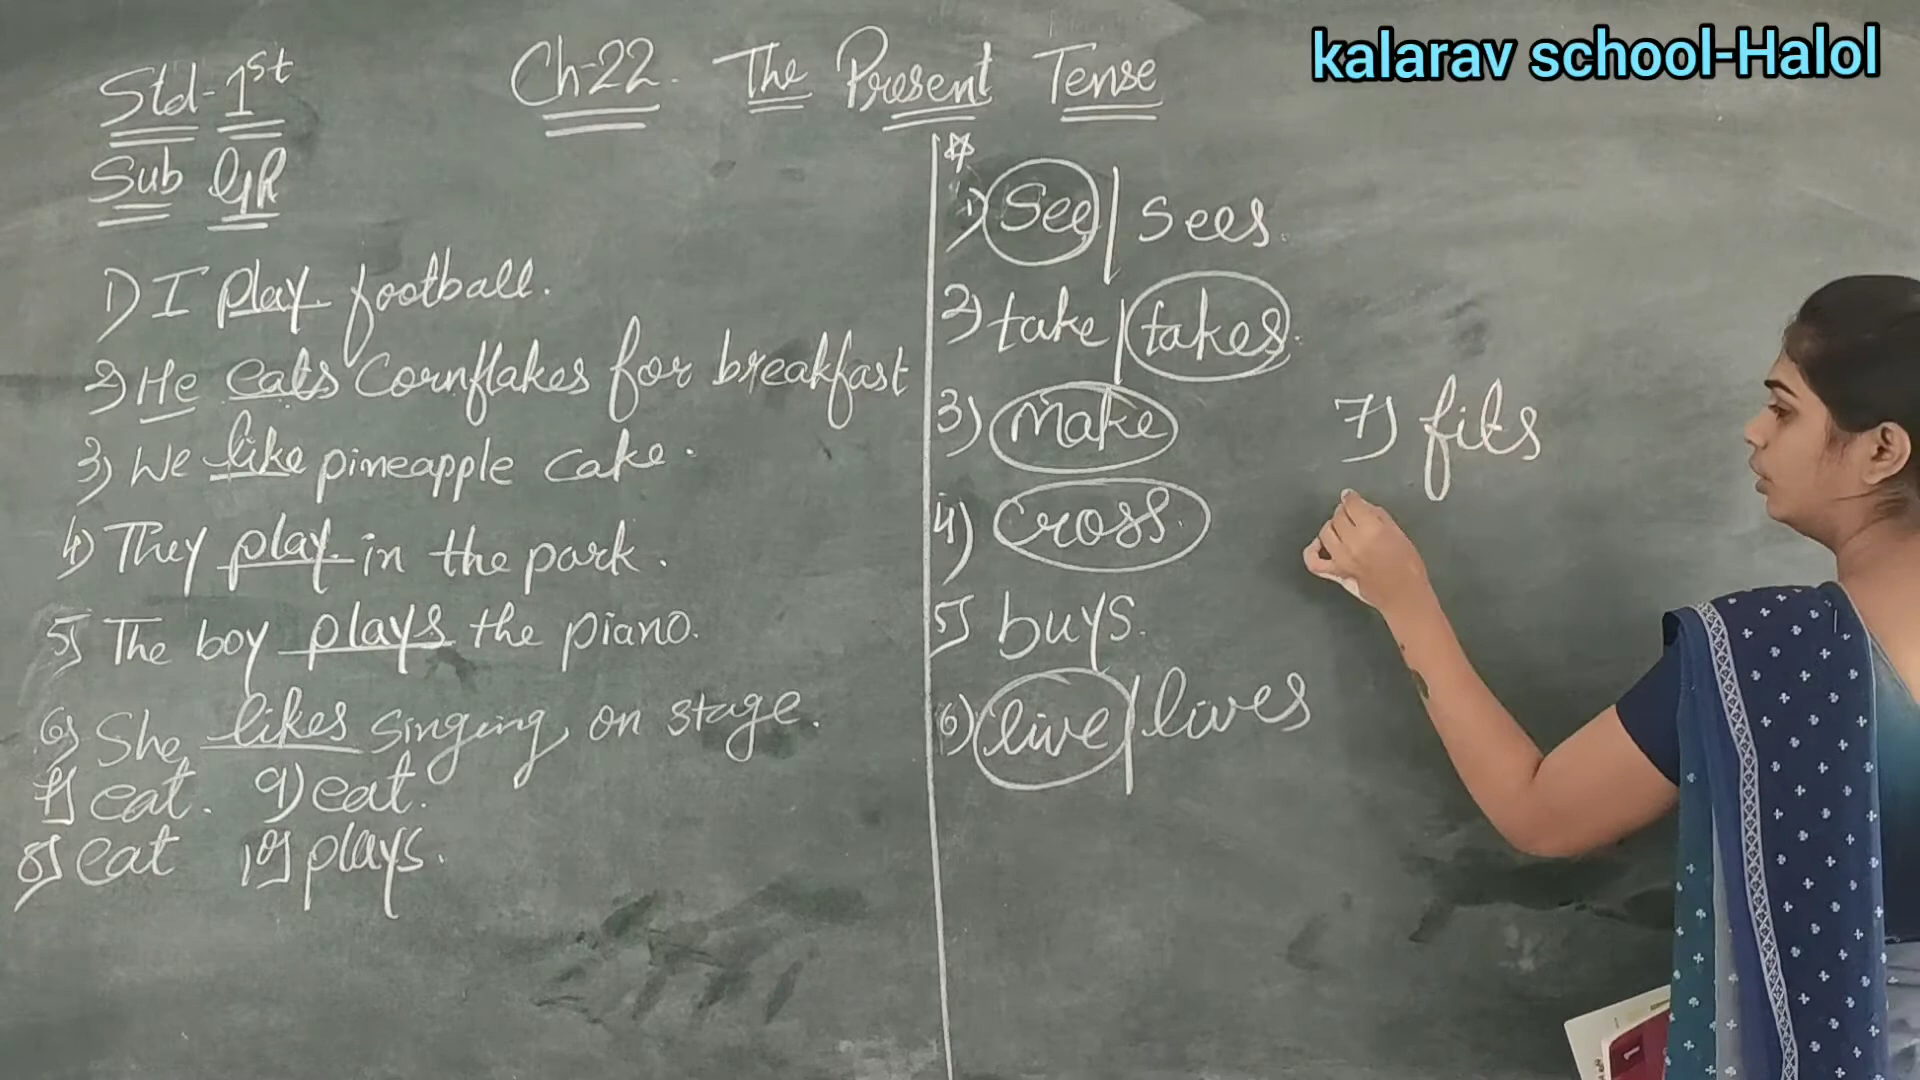 kalarav school-Halol
Std-1st
Ch-22. The Present Tense
Sub GR
1) I play football.
2) He eats Cornflakes for breakfast
3) We like pineapple cake.
4) They play in the park.
5) The boy plays the piano.
6) She likes singing on stage.
7) eat. 9) eat.
8) eat 10) plays.
1) See | Sees.
2) take | takes.
3) Make
4) Cross.
5) buys.
6) live | lives
7) fits